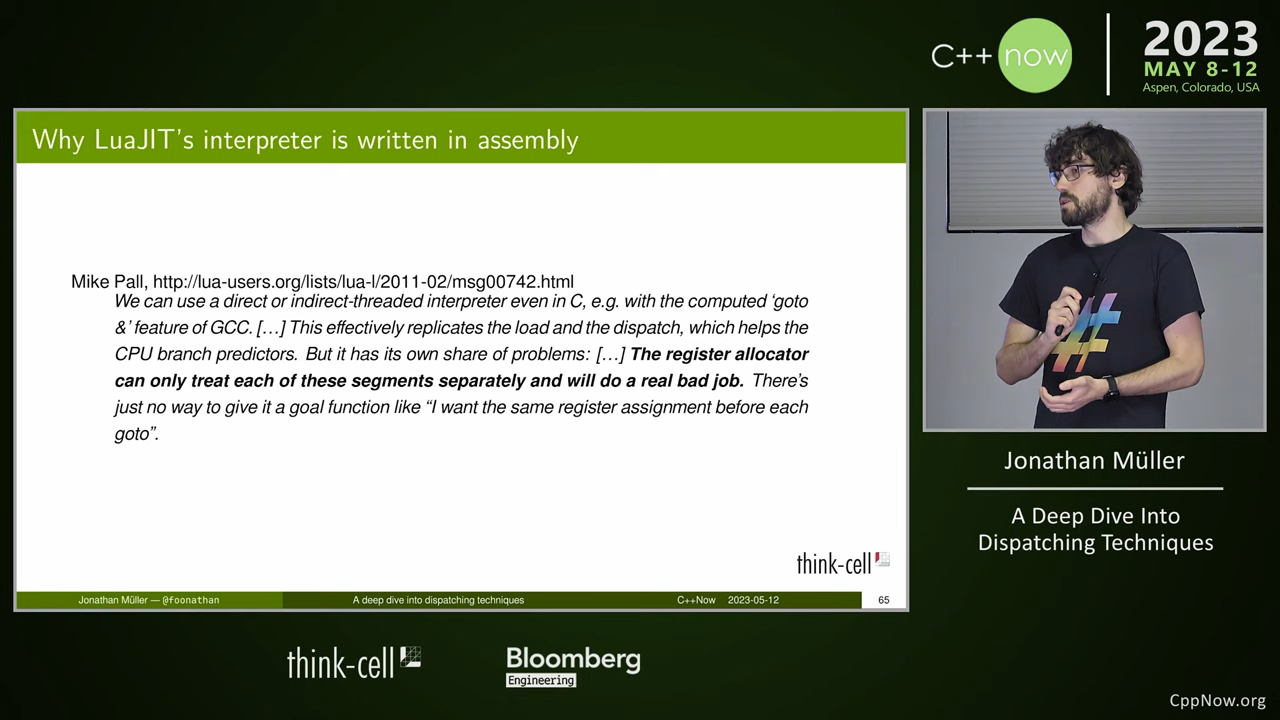 C++ now
2023
MAY 8-12
Aspen, Colorado, USA
Why LuaJIT's interpreter is written in assembly
Mike Pall, http://lua-users.org/lists/lua-l/2011-02/msg00742.html
We can use a direct or indirect-threaded interpreter even in C, e.g. with the computed ‘goto
&’ feature of GCC. […] This effectively replicates the load and the dispatch, which helps the
CPU branch predictors. But it has its own share of problems: […] The register allocator
can only treat each of these segments separately and will do a real bad job. There’s
just no way to give it a goal function like “I want the same register assignment before each
goto”.
think-cell
Jonathan Müller — @foonathan
A deep dive into dispatching techniques
C++Now 2023-05-12
65
#
Jonathan Müller
A Deep Dive Into
Dispatching Techniques
think-cell
Bloomberg
Engineering
CppNow.org